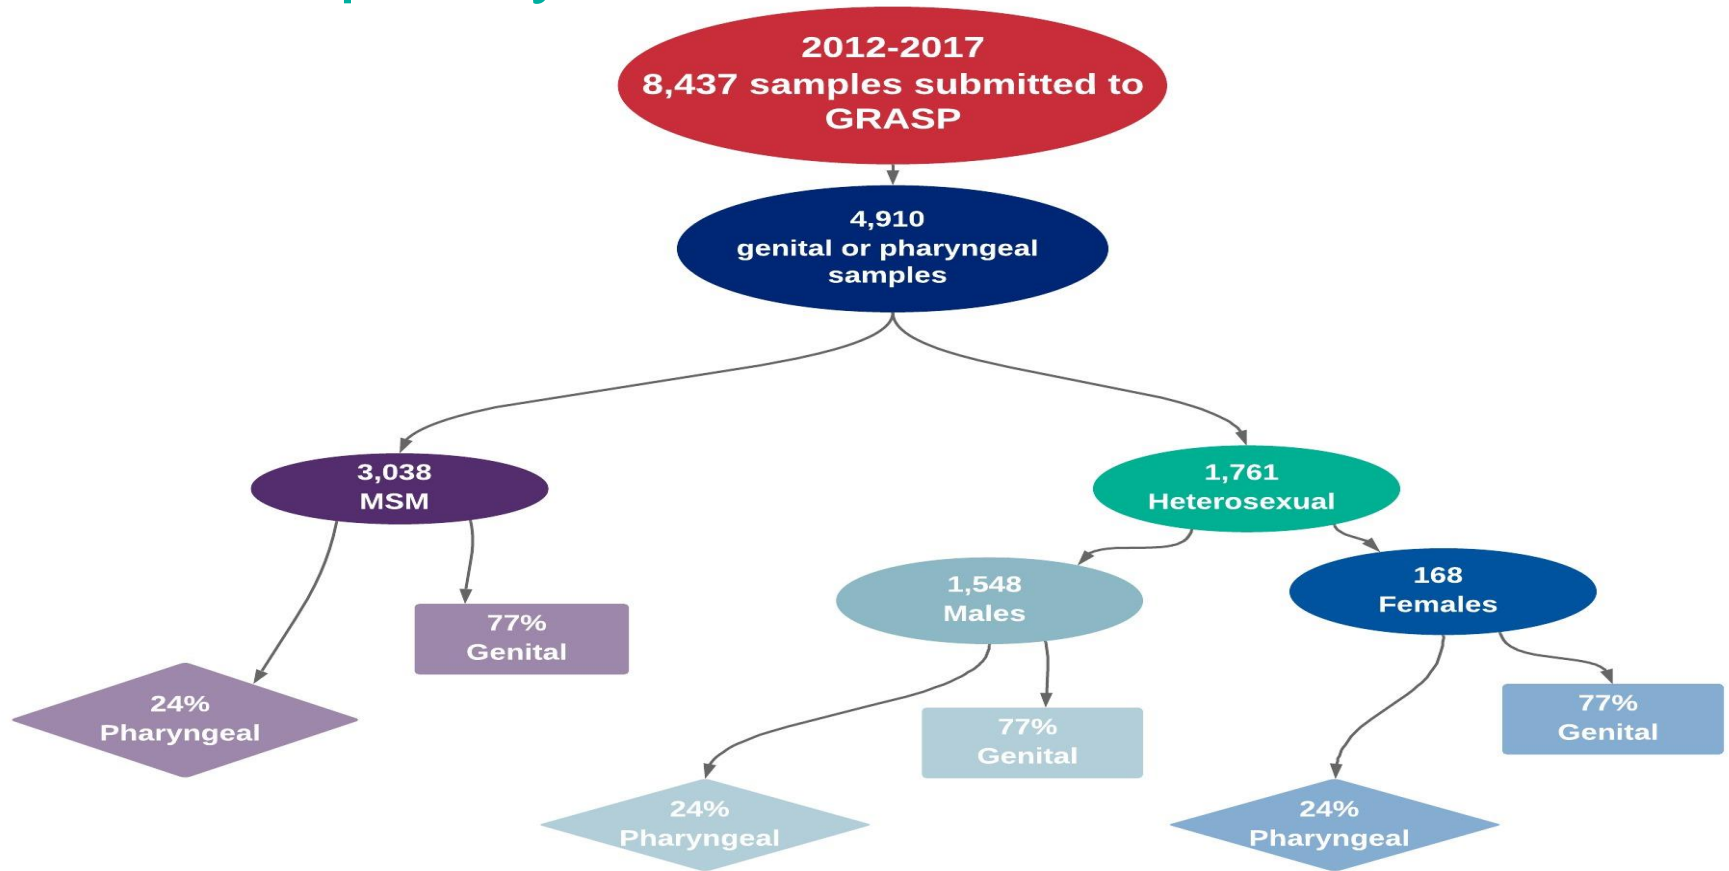 2012-2017
8,437 samples submitted to
GRASP
4,910
genital or pharyngeal
samples
3,038
MSM
1,761
Heterosexual
1,548
Males
168
Females
77%
Genital
24%
Pharyngeal
77%
Genital
77%
Genital
24%
Pharyngeal
24%
Pharyngeal